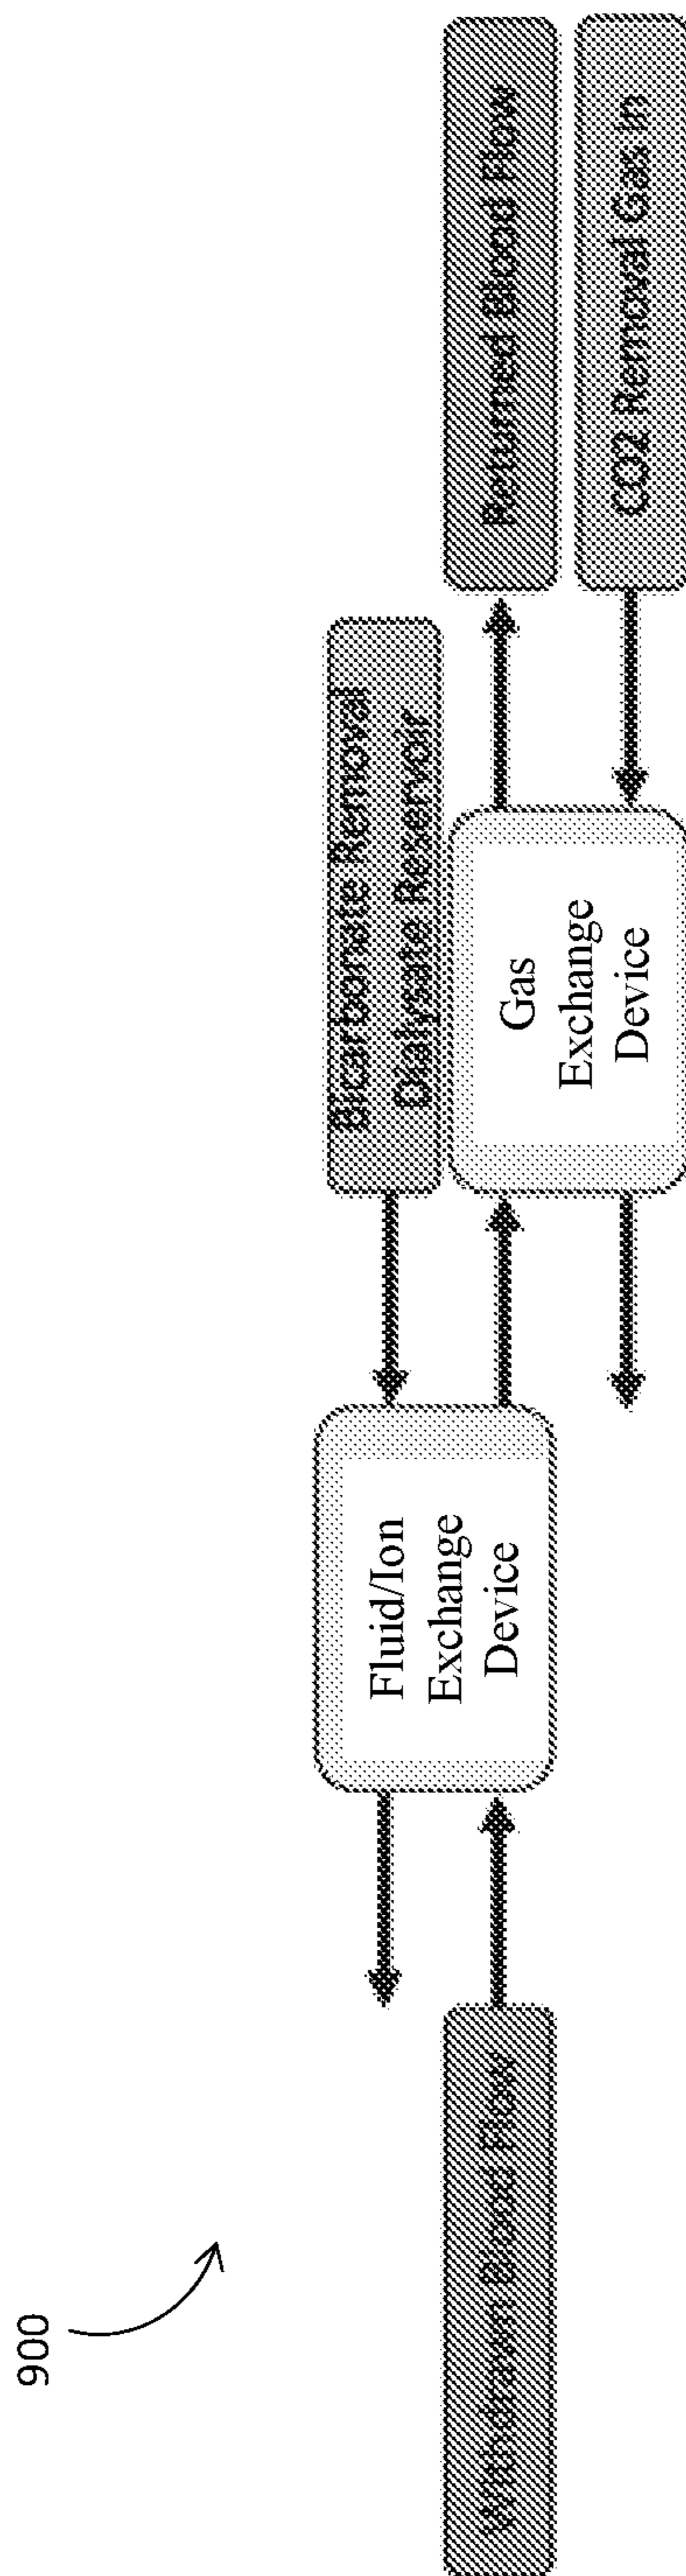 900
Withdrawn Blood Flow
Fluid/Ion
Exchange
Device
Bicarbonate Removal
Dialysate Reservoir
Gas
Exchange
Device
Returned Blood Flow
CO2 Removal Gas In